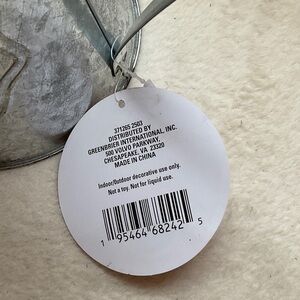 371265 2503
DISTRIBUTED BY
GREENBRIER INTERNATIONAL, INC.
500 VOLVO PARKWAY,
CHESAPEAKE, VA 23320
MADE IN CHINA
Indoor/Outdoor decorative use only.
Not a toy. Not for liquid use.
1 95464 68242 5